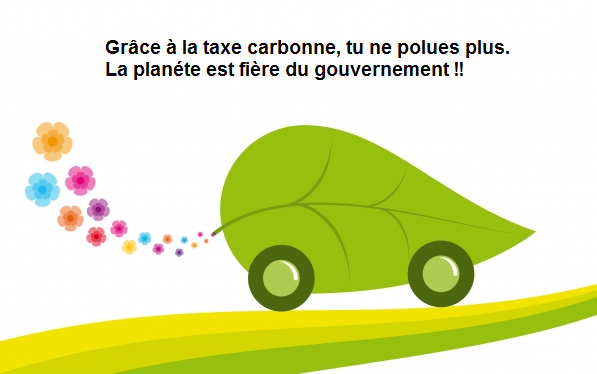 Grâce à la taxe carbonne, tu ne polues plus.
La planéte est fière du gouvernement !!